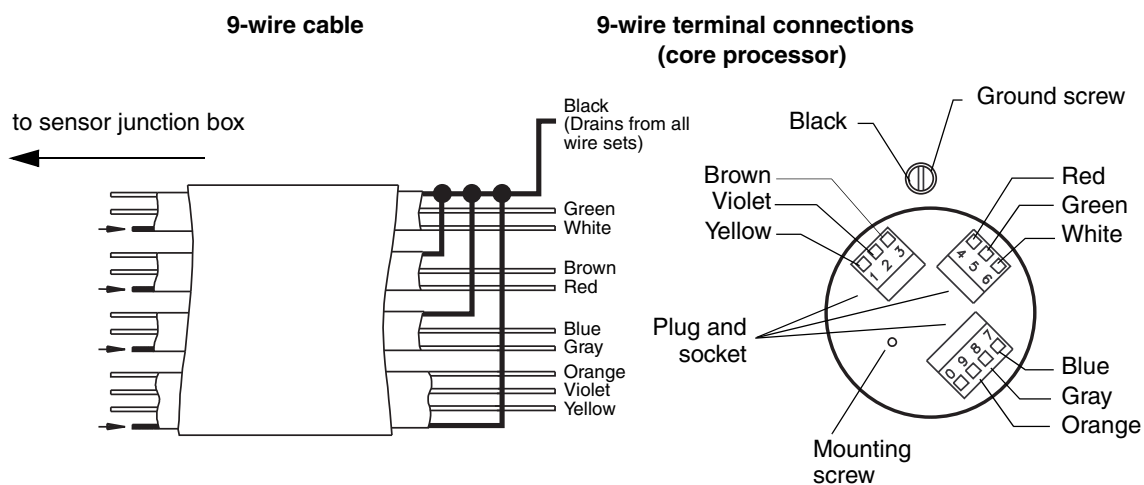 9-wire cable
9-wire terminal connections
(core processor)
to sensor junction box
Black
(Drains from all
wire sets)
Green
White
Brown
Red
Blue
Gray
Orange
Violet
Yellow
Ground screw
Black
Brown
Violet
Yellow
Red
Green
White
1 2 3
4 5 6
7
8
9
0
Plug and
socket
Blue
Gray
Orange
Mounting
screw